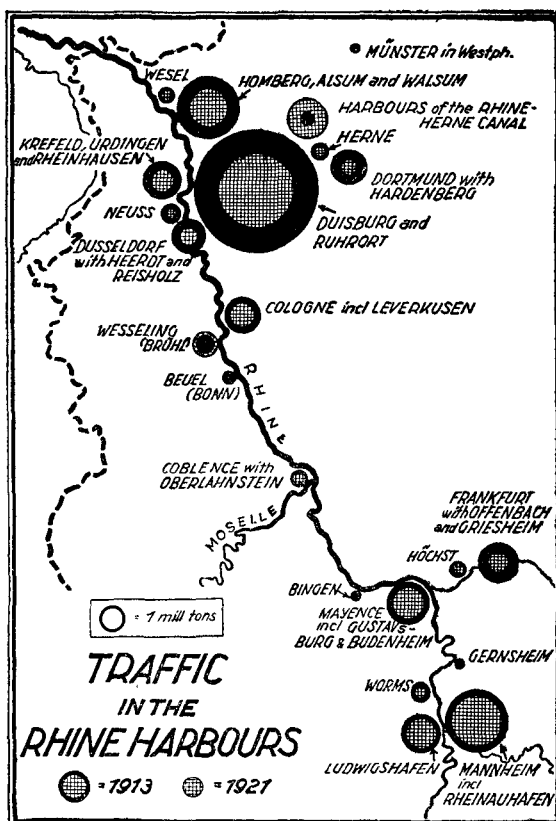 MÜNSTER in Westph.
WESEL
HOMBERG, ALSUM and WALSUM
HARBOURS of the RHINE-
HERNE CANAL
HERNE
KREFELD, URDINGEN
and RHEINHAUSEN
DORTMUND with
HARDENBERG
NEUSS
DUISBURG and
RUHRORT
DUSSELDORF
with HEERDT and
REISHOLZ
COLOGNE incl LEVERKUSEN
WESSELING
(BRÜHL)
BEUEL
(BONN)
RHINE
COBLENCE with
OBERLAHNSTEIN
MOSELLE
FRANKFURT
with OFFENBACH
and GRIESHEIM
HÖCHST
BINGEN
MAYENCE
incl GUSTAVS-
BURG & BUDENHEIM
= 1 mill tons
GERNSHEIM
WORMS
TRAFFIC
IN THE
RHINE HARBOURS
= 1913 = 1921
LUDWIGSHAFEN
MANNHEIM
incl
RHEINAUHAFEN